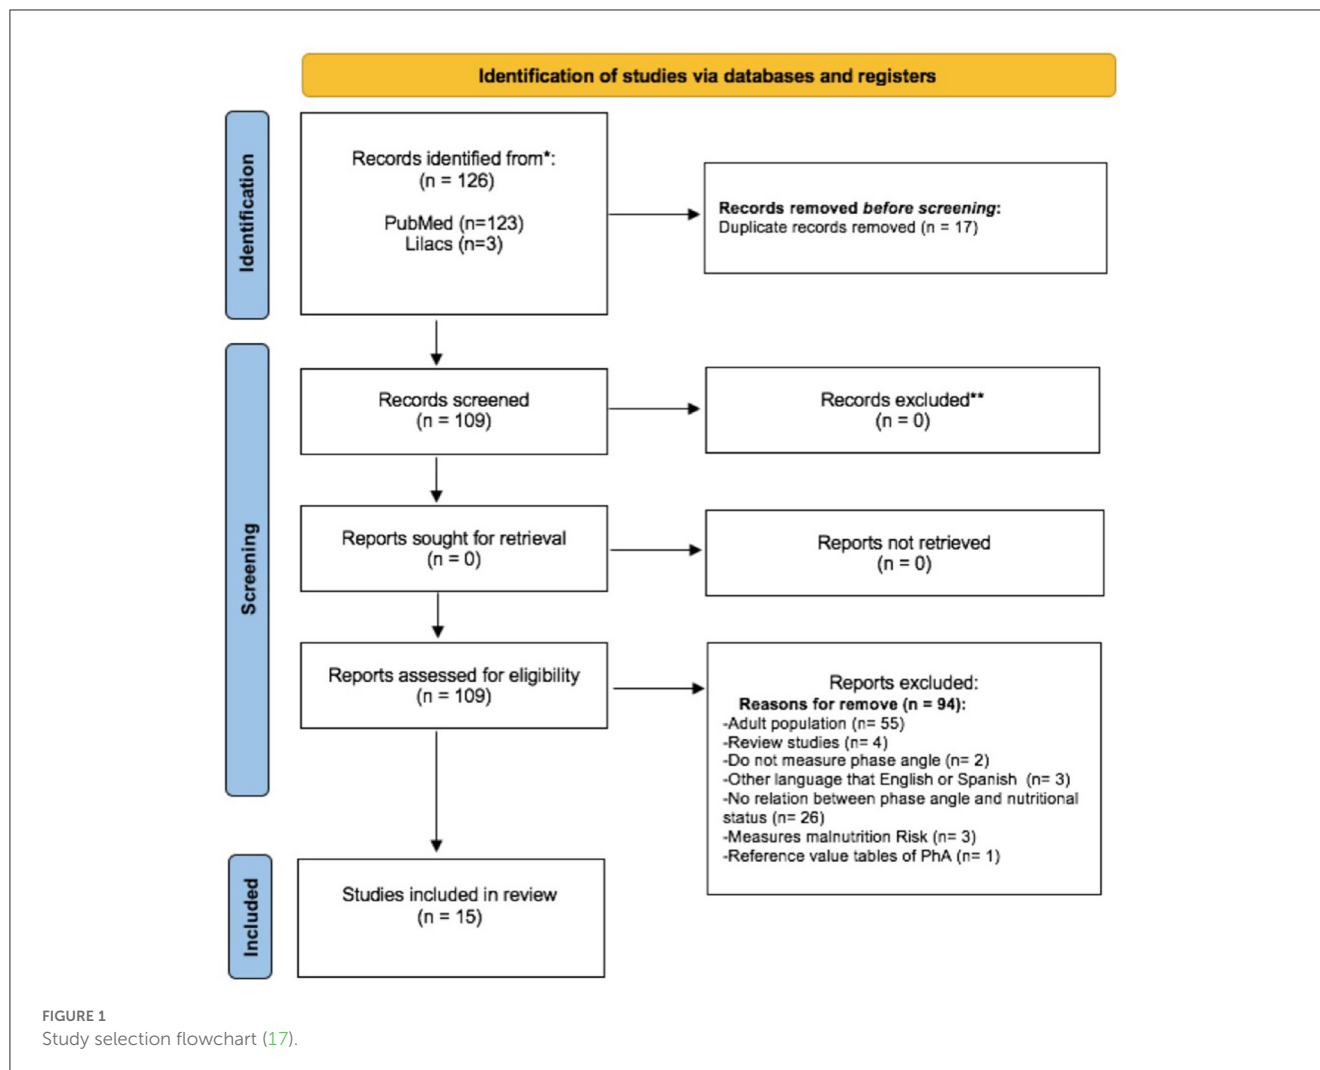 Identification of studies via databases and registers
Identification
Records identified from*:
(n = 126)
PubMed (n=123)
Lilacs (n=3)
Records removed before screening:
Duplicate records removed (n = 17)
Screening
Records screened
(n = 109)
Records excluded**
(n = 0)
Reports sought for retrieval
(n = 0)
Reports not retrieved
(n = 0)
Reports assessed for eligibility
(n = 109)
Reports excluded:
Reasons for remove (n = 94):
-Adult population (n= 55)
-Review studies (n= 4)
-Do not measure phase angle (n= 2)
-Other language that English or Spanish (n= 3)
-No relation between phase angle and nutritional
status (n= 26)
-Measures malnutrition Risk (n= 3)
-Reference value tables of PhA (n= 1)
Included
Studies included in review
(n = 15)
FIGURE 1
Study selection flowchart (17).